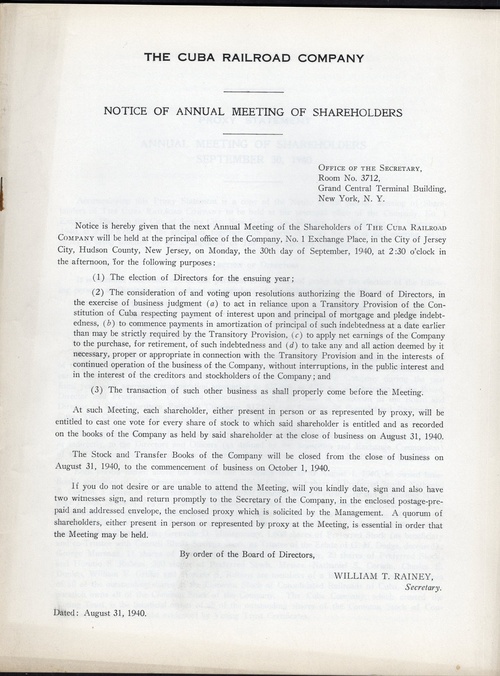 THE CUBA RAILROAD COMPANY
NOTICE OF ANNUAL MEETING OF SHAREHOLDERS
OFFICE OF THE SECRETARY,
Room No. 3712,
Grand Central Terminal Building,
New York, N. Y.
Notice is hereby given that the next Annual Meeting of the Shareholders of THE CUBA RAILROAD
COMPANY will be held at the principal office of the Company, No. 1 Exchange Place, in the City of Jersey
City, Hudson County, New Jersey, on Monday, the 30th day of September, 1940, at 2:30 o'clock in
the afternoon, for the following purposes:
(1) The election of Directors for the ensuing year;
(2) The consideration of and voting upon resolutions authorizing the Board of Directors, in
the exercise of business judgment (a) to act in reliance upon a Transitory Provision of the Con-
stitution of Cuba respecting payment of interest upon and principal of mortgage and pledge indebt-
edness, (b) to commence payments in amortization of principal of such indebtedness at a date earlier
than may be strictly required by the Transitory Provision, (c) to apply net earnings of the Company
to the purchase, for retirement, of such indebtedness and (d) to take any and all action deemed by it
necessary, proper or appropriate in connection with the Transitory Provision and in the interests of
continued operation of the business of the Company, without interruptions, in the public interest and
in the interest of the creditors and stockholders of the Company; and
(3) The transaction of such other business as shall properly come before the Meeting.
At such Meeting, each shareholder, either present in person or as represented by proxy, will be
entitled to cast one vote for every share of stock to which said shareholder is entitled and as recorded
on the books of the Company as held by said shareholder at the close of business on August 31, 1940.
The Stock and Transfer Books of the Company will be closed from the close of business on
August 31, 1940, to the commencement of business on October 1, 1940.
If you do not desire or are unable to attend the Meeting, will you kindly date, sign and also have
two witnesses sign, and return promptly to the Secretary of the Company, in the enclosed postage-pre-
paid and addressed envelope, the enclosed proxy which is solicited by the Management. A quorum of
shareholders, either present in person or represented by proxy at the Meeting, is essential in order that
the Meeting may be held.
By order of the Board of Directors,
WILLIAM T. RAINEY,
Secretary.
Dated: August 31, 1940.